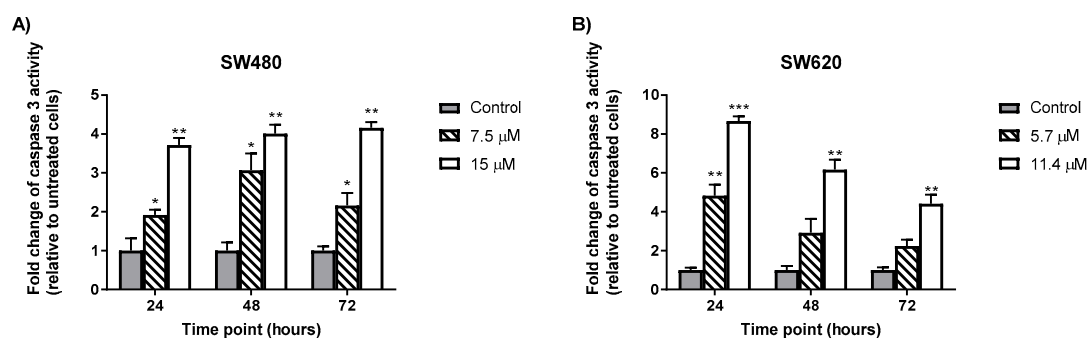 A)
SW480
Fold change of caspase 3 activity
(relative to untreated cells)
5
4
3
2
1
0
*
**
*
**
*
**
24
48
72
Time point (hours)
Control
7.5 µM
15 µM
B)
SW620
Fold change of caspase 3 activity
(relative to untreated cells)
10
8
6
4
2
0
**
***
**
**
24
48
72
Time point (hours)
Control
5.7 µM
11.4 µM